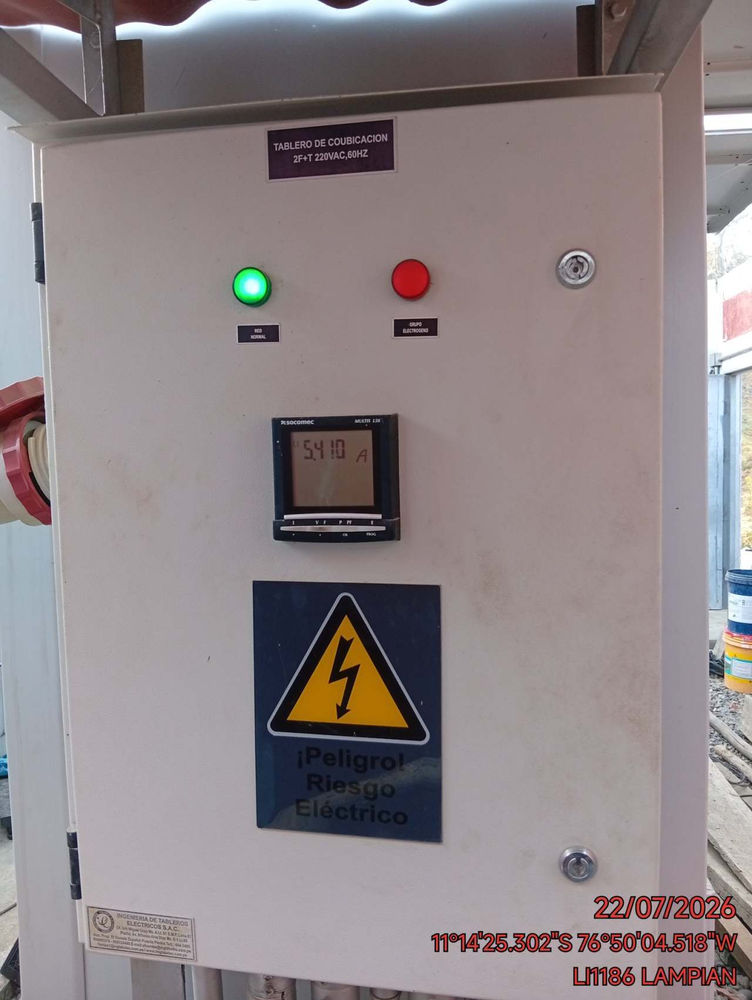 TABLERO DE COUBICACION
2F+T 220VAC,60HZ
RED
NORMAL
GRUPO
ELECTROGENO
socomec
MULTIS L50
L1
5.410 A
I V F P PF E
OK PROG
¡Peligro!
Riesgo
Eléctrico
INGENIERIA DE TABLEROS
ELECTRICOS S.A.C.
22/07/2026
11°14'25.302"S 76°50'04.518"W
LI1186 LAMPIAN